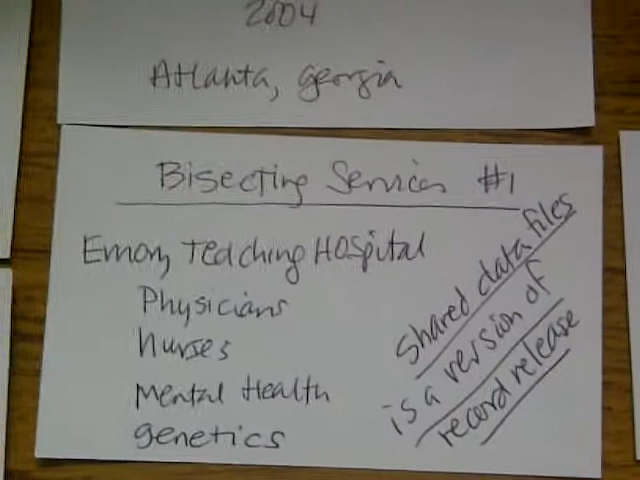 2004
Atlanta, georgia
Bisecting Services #1
Emory Teaching Hospital
Physicians
Nurses
Mental Health
genetics
Shared data files
is a version of
record release